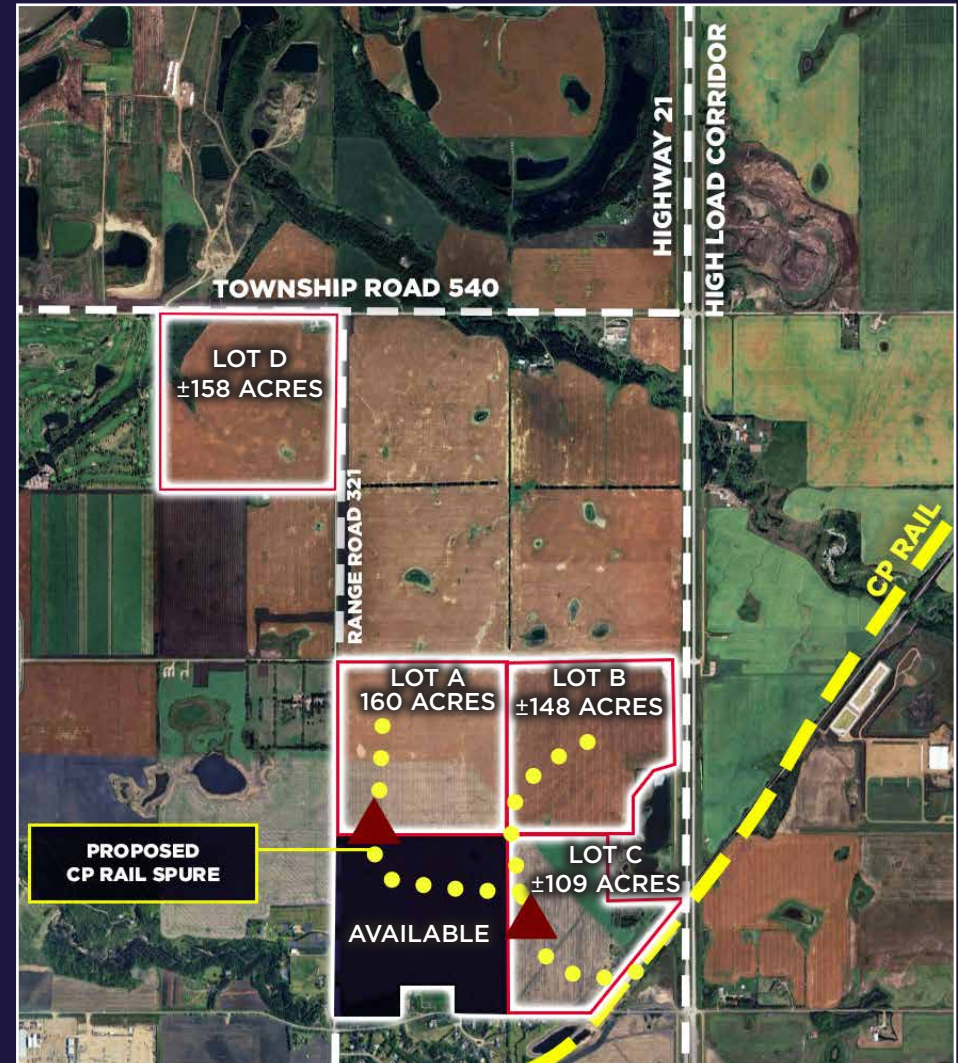 HIGHWAY 21
HIGH LOAD CORRIDOR
TOWNSHIP ROAD 540
LOT D
±158 ACRES
RANGE ROAD 321
CP RAIL
LOT A
160 ACRES
LOT B
±148 ACRES
PROPOSED
CP RAIL SPURE
LOT C
±109 ACRES
AVAILABLE